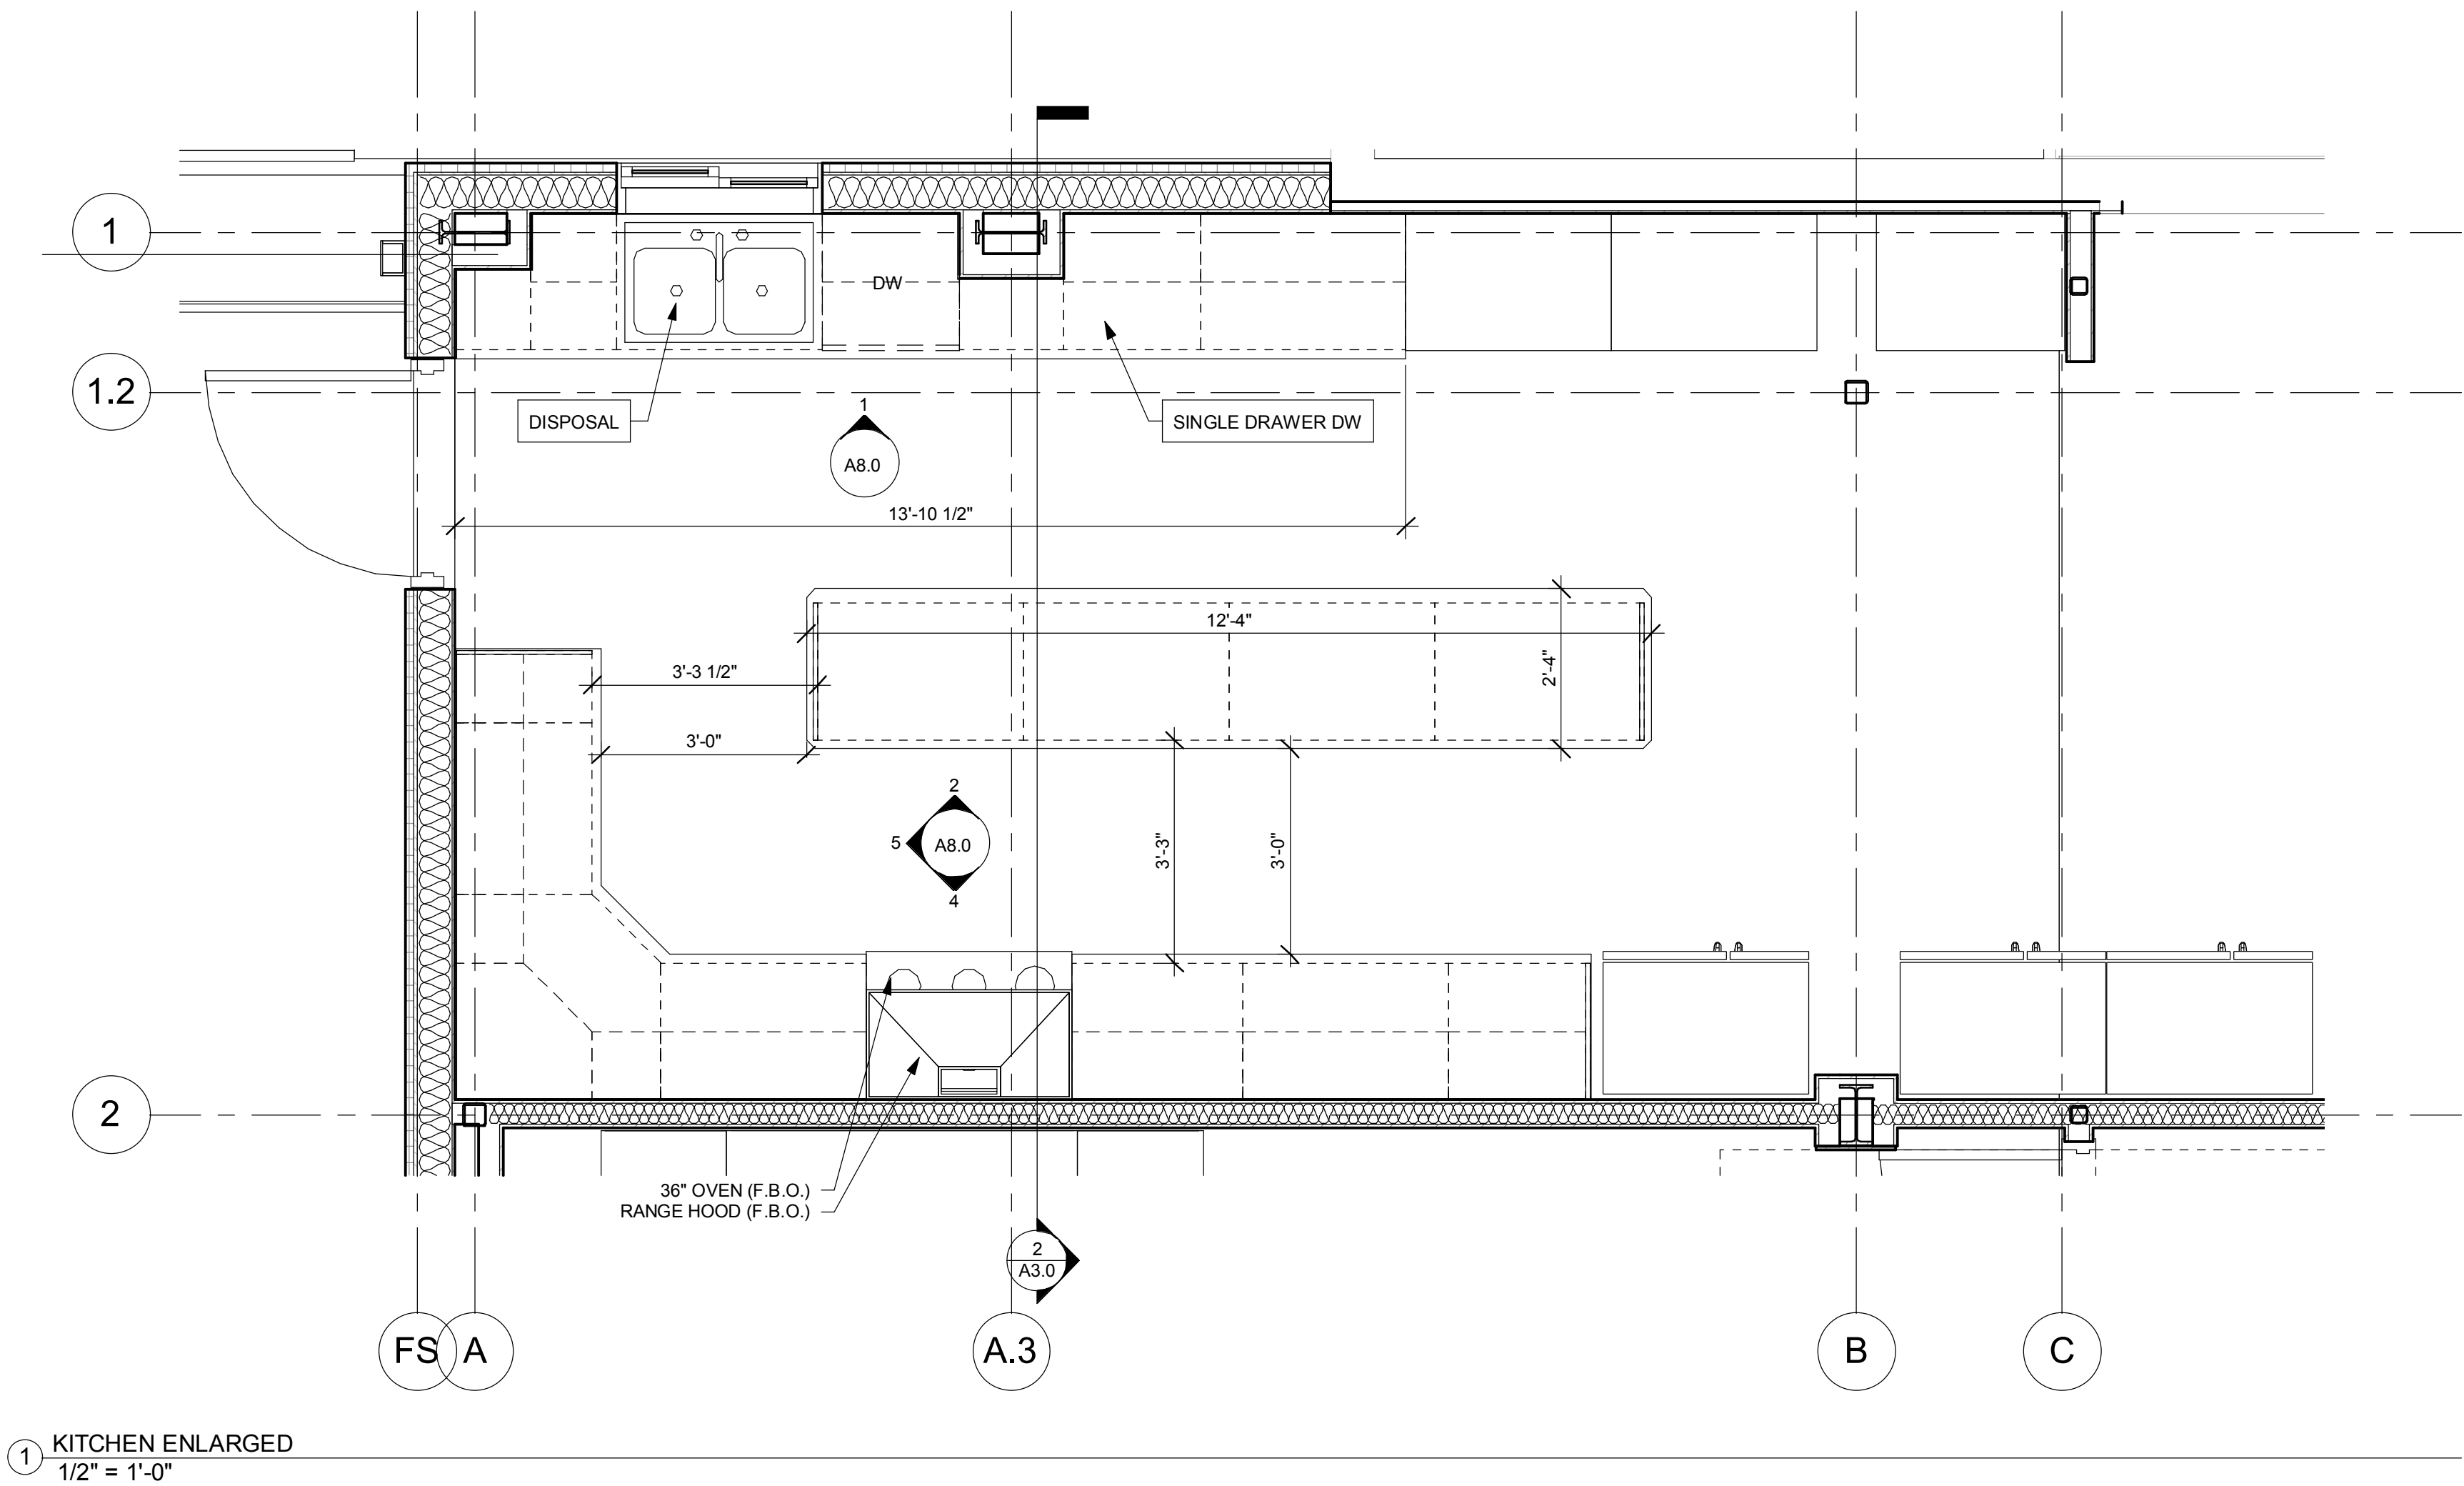 1
1.2
DW
DISPOSAL
1
A8.0
SINGLE DRAWER DW
13'-10 1/2"
12'-4"
3'-3 1/2"
2'-4"
3'-0"
2
5
A8.0
4
3'-3"
3'-0"
2
36" OVEN (F.B.O.)
RANGE HOOD (F.B.O.)
2
A3.0
FS
A
A.3
B
C
1
KITCHEN ENLARGED
1/2" = 1'-0"